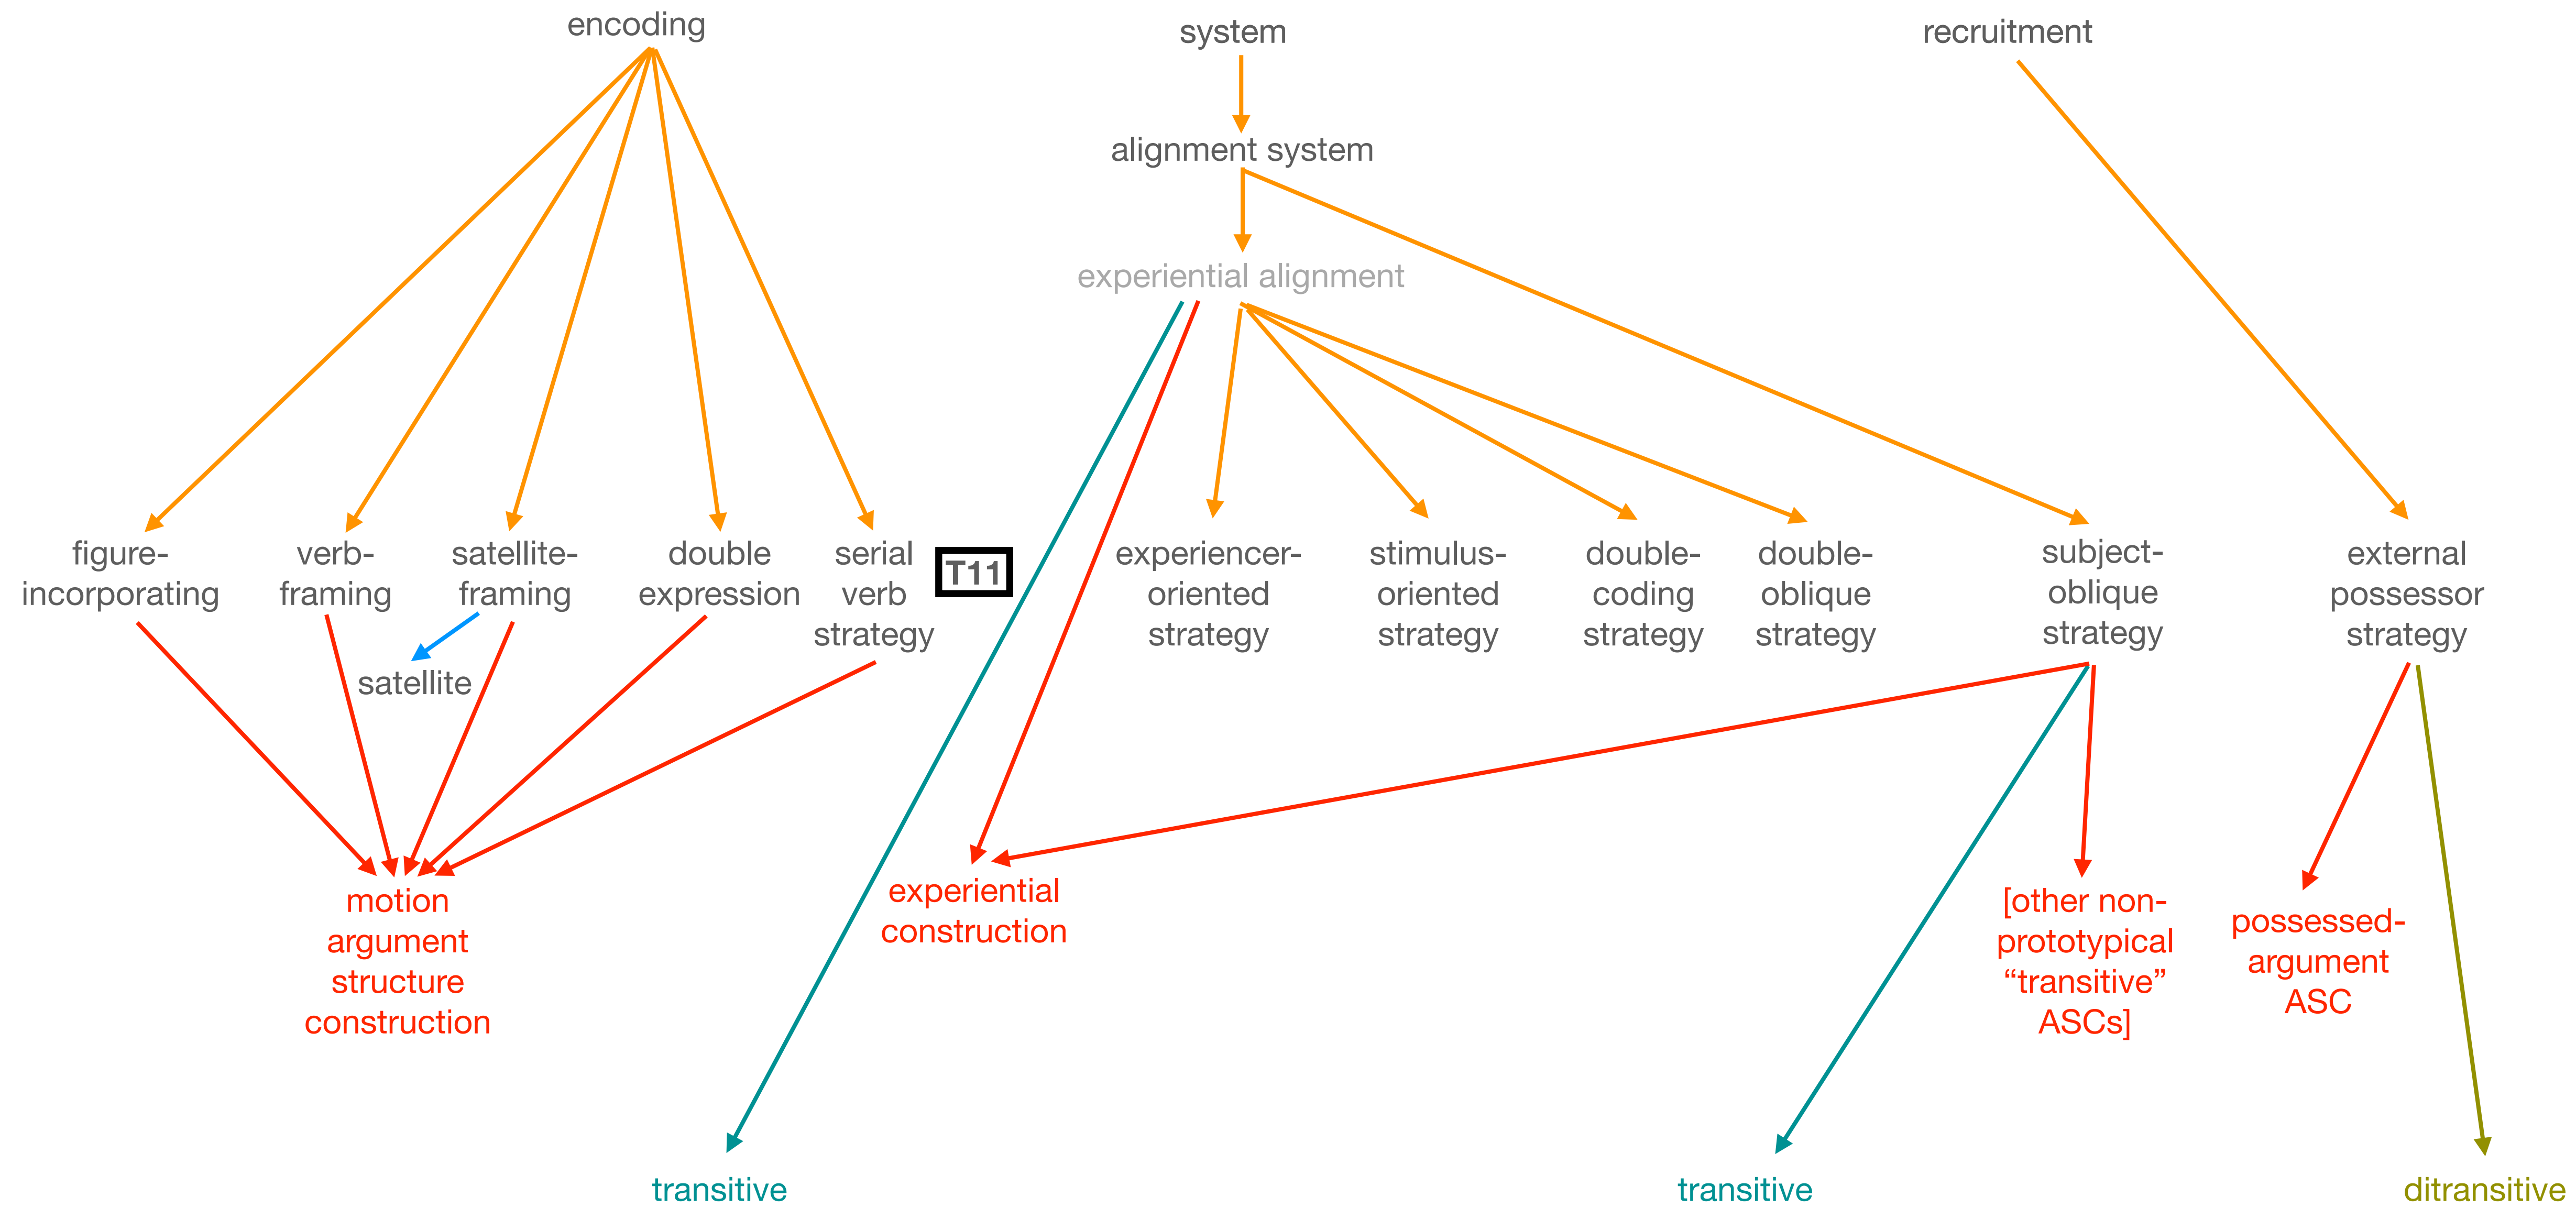 encoding
system
recruitment
alignment system
experiential alignment
figure-
incorporating
verb-
framing
satellite-
framing
double
expression
serial
verb
strategy
T11
experiencer-
oriented
strategy
stimulus-
oriented
strategy
double-
coding
strategy
double-
oblique
strategy
subject-
oblique
strategy
external
possessor
strategy
satellite
motion
argument
structure
construction
experiential
construction
[other non-
prototypical
“transitive”
ASCs]
possessed-
argument
ASC
transitive
transitive
ditransitive